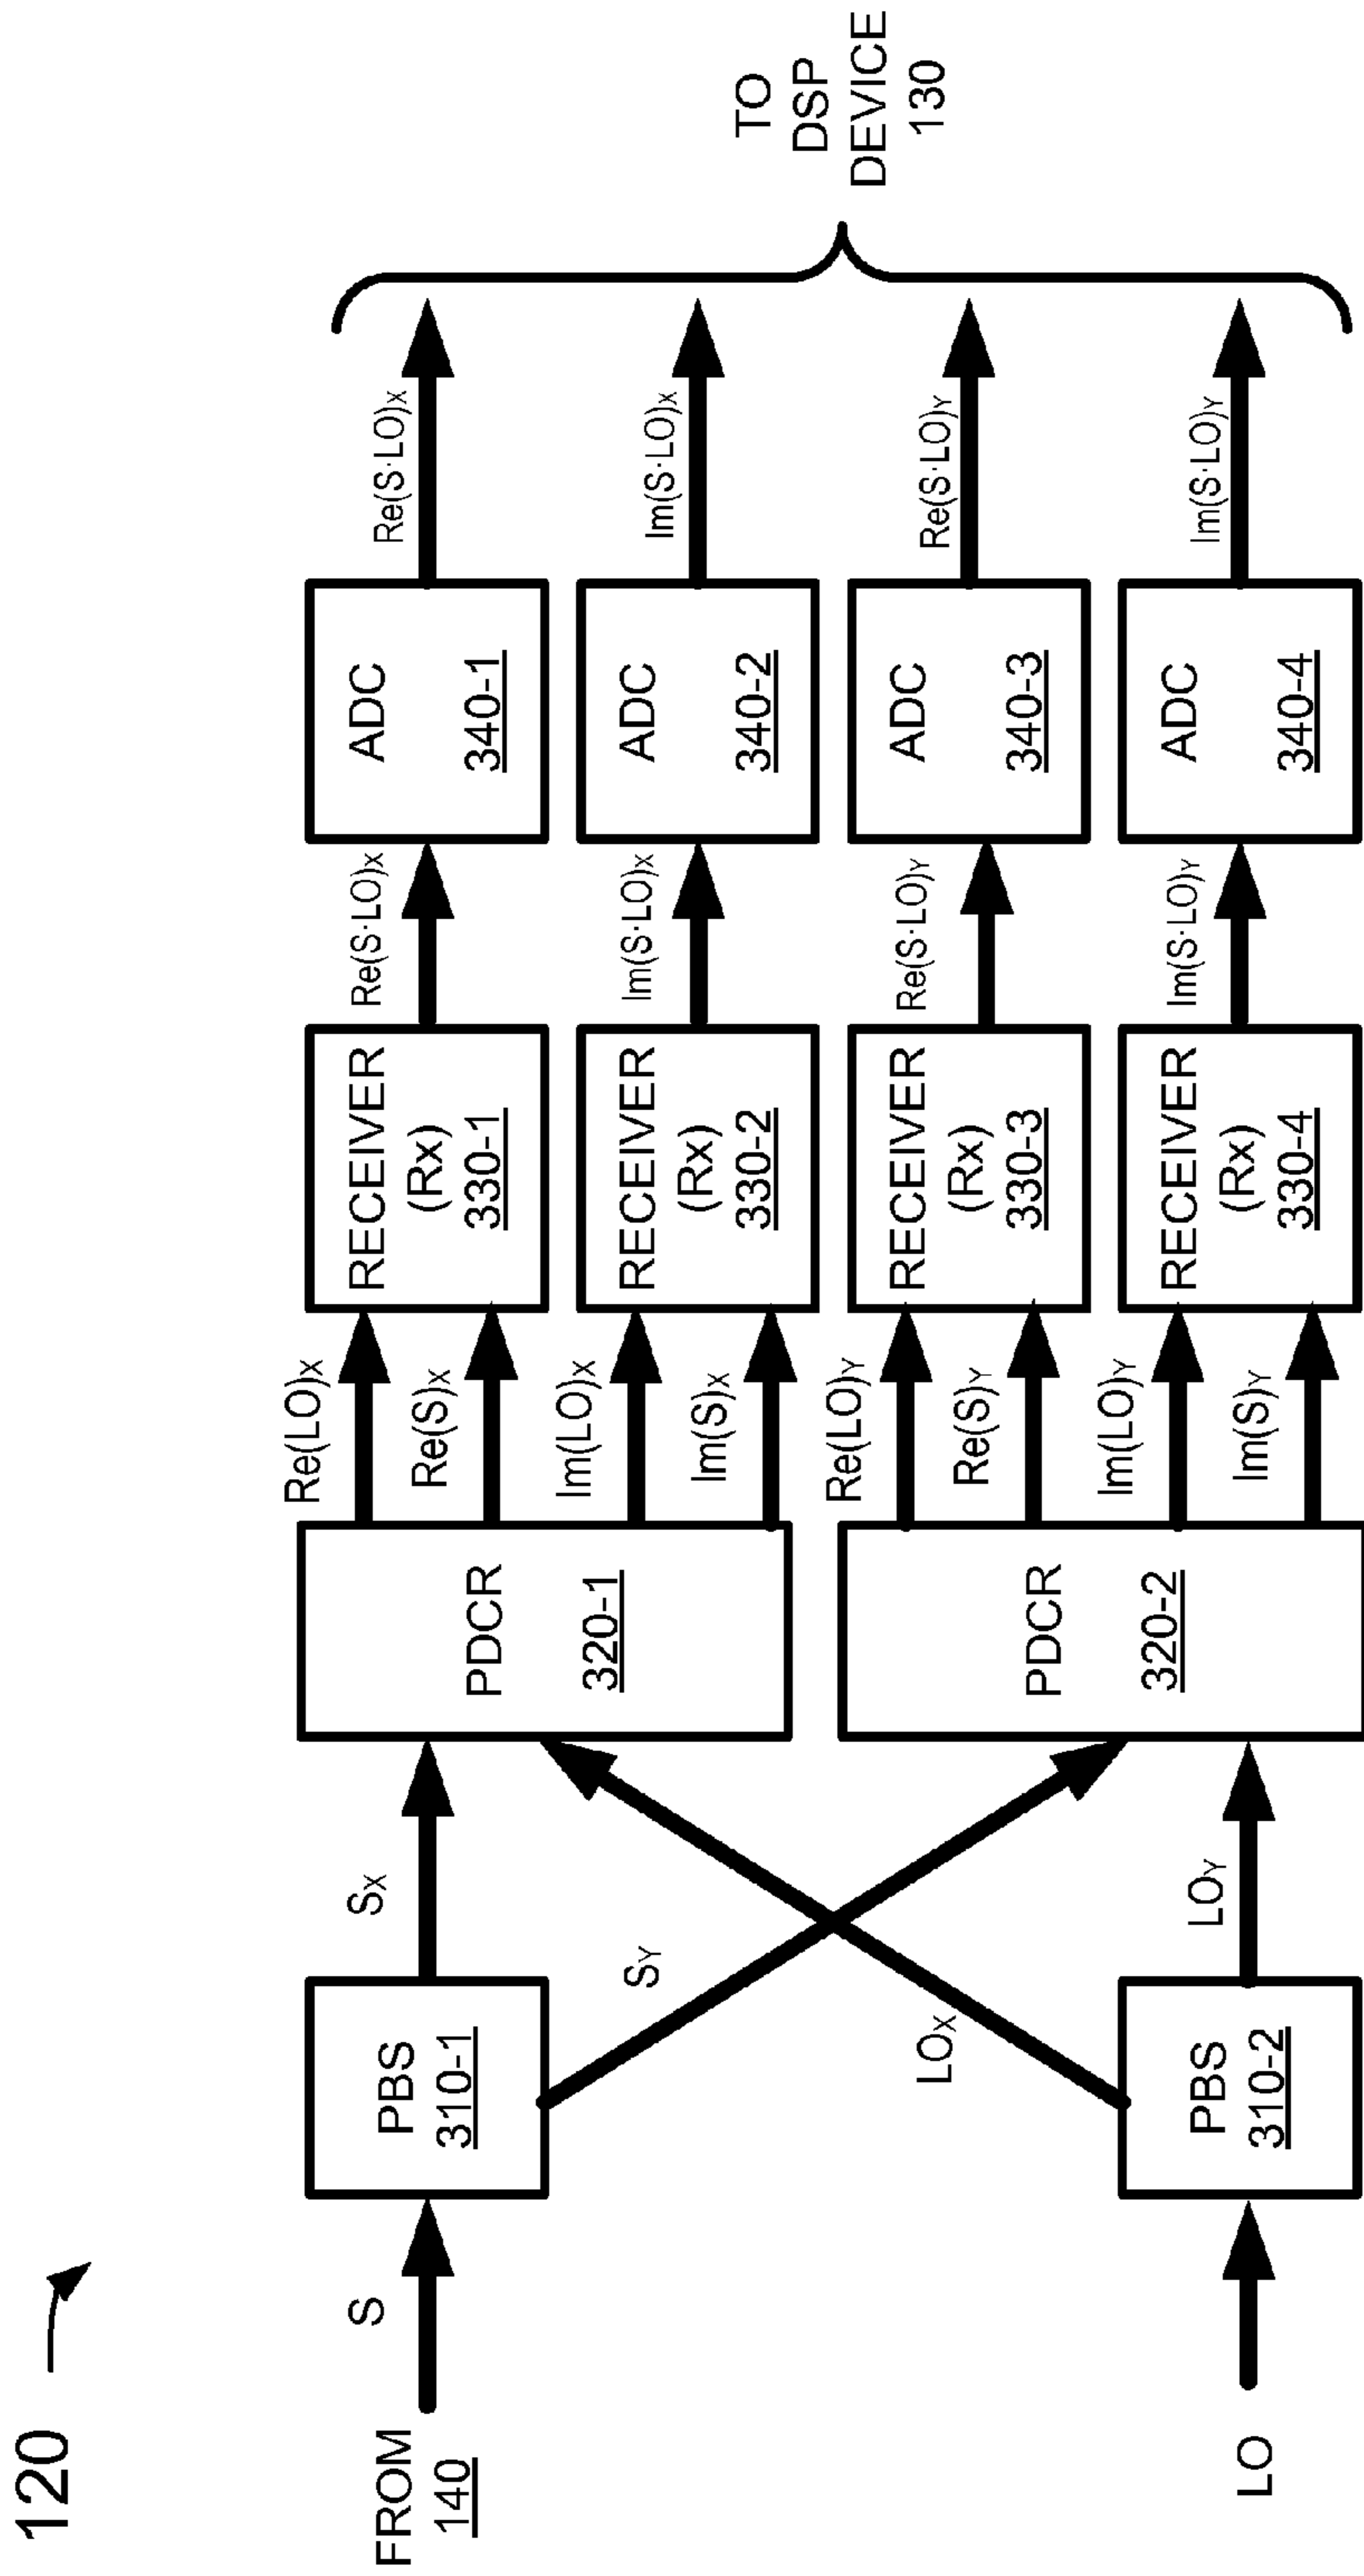 120
FROM
140
S
LO
PBS
310-1
PBS
310-2
SX
SY
LOX
LOY
PDCR
320-1
PDCR
320-2
Re(LO)X
Re(S)X
Im(LO)X
Im(S)X
Re(LO)Y
Re(S)Y
Im(LO)Y
Im(S)Y
RECEIVER
(Rx)
330-1
RECEIVER
(Rx)
330-2
RECEIVER
(Rx)
330-3
RECEIVER
(Rx)
330-4
Re(S·LO)X
Im(S·LO)X
Re(S·LO)Y
Im(S·LO)Y
ADC
340-1
ADC
340-2
ADC
340-3
ADC
340-4
Re(S·LO)X
Im(S·LO)X
Re(S·LO)Y
Im(S·LO)Y
TO
DSP
DEVICE
130